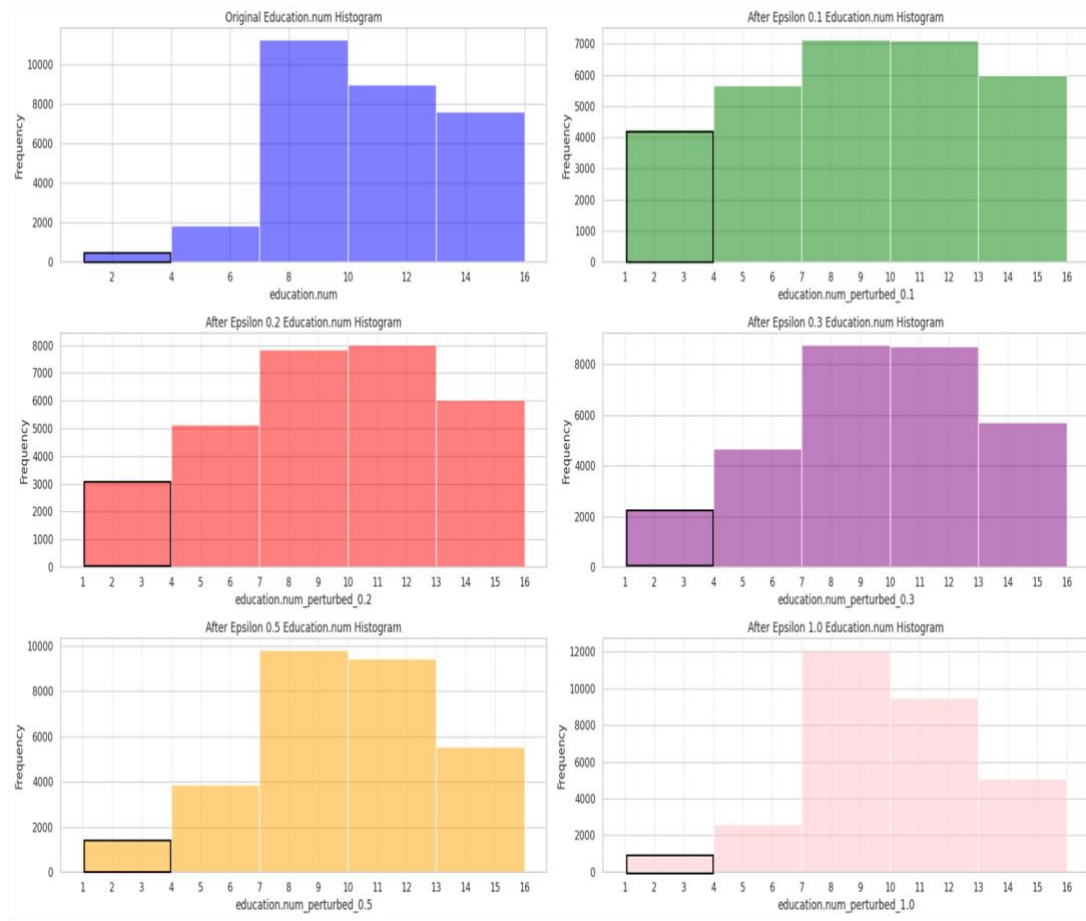 Original Education.num Histogram
Frequency
10000
8000
6000
4000
2000
0
2 4 6 8 10 12 14 16
education.num
After Epsilon 0.1 Education.num Histogram
Frequency
7000
6000
5000
4000
3000
2000
1000
0
1 2 3 4 5 6 7 8 9 10 11 12 13 14 15 16
education.num_perturbed_0.1
After Epsilon 0.2 Education.num Histogram
Frequency
8000
7000
6000
5000
4000
3000
2000
1000
0
1 2 3 4 5 6 7 8 9 10 11 12 13 14 15 16
education.num_perturbed_0.2
After Epsilon 0.3 Education.num Histogram
Frequency
8000
6000
4000
2000
0
1 2 3 4 5 6 7 8 9 10 11 12 13 14 15 16
education.num_perturbed_0.3
After Epsilon 0.5 Education.num Histogram
Frequency
10000
8000
6000
4000
2000
0
1 2 3 4 5 6 7 8 9 10 11 12 13 14 15 16
education.num_perturbed_0.5
After Epsilon 1.0 Education.num Histogram
Frequency
12000
10000
8000
6000
4000
2000
0
1 2 3 4 5 6 7 8 9 10 11 12 13 14 15 16
education.num_perturbed_1.0